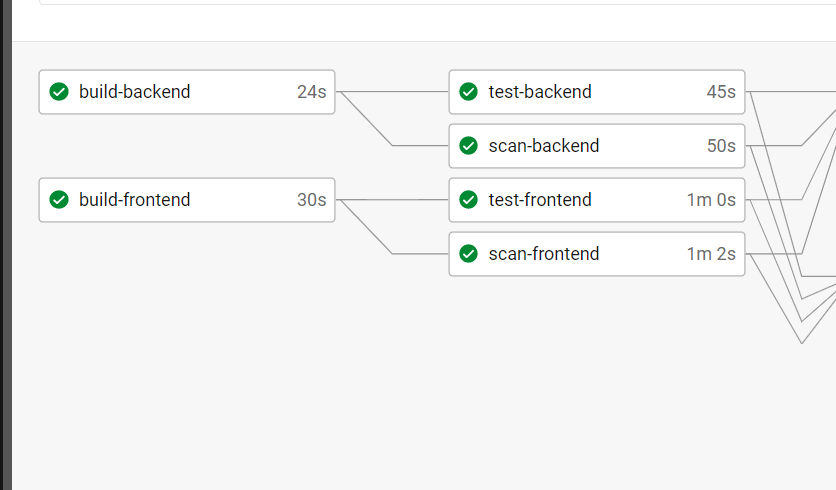 build-backend 24s
test-backend 45s
scan-backend 50s
build-frontend 30s
test-frontend 1m 0s
scan-frontend 1m 2s